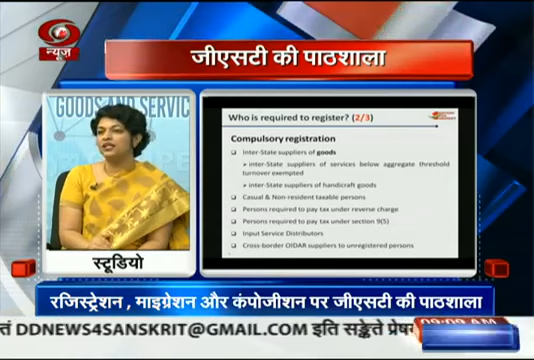 न्यूज़
जीएसटी की पाठशाला
GOODS AND SERVIC
Who is required to register? (2/3)
Compulsory registration
❑ Inter-State suppliers of goods
➢ inter-State suppliers of services below aggregate threshold
turnover exempted
➢ inter-State suppliers of handicraft goods
❑ Casual & Non-resident taxable persons
❑ Persons required to pay tax under reverse charge
❑ Persons required to pay tax under section 9(5)
❑ Input Service Distributors
❑ Cross-border OIDAR suppliers to unregistered persons
स्टूडियो
रजिस्ट्रेशन , माइग्रेशन और कंपोजीशन पर जीएसटी की पाठशाला
DDNEWS4SANSKRIT@GMAIL.COM इति सङ्केते प्रेषय